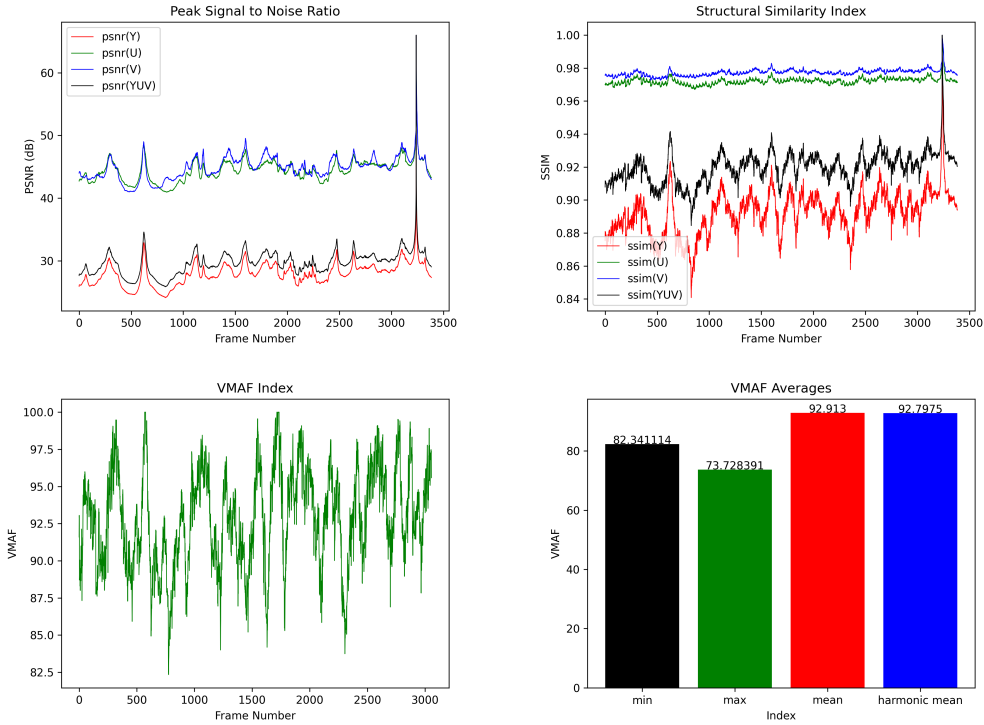 Peak Signal to Noise Ratio
psnr(Y)
psnr(U)
psnr(V)
psnr(YUV)
60
50
40
30
PSNR (dB)
0 500 1000 1500 2000 2500 3000 3500
Frame Number
Structural Similarity Index
1.00
0.98
0.96
0.94
0.92
0.90
0.88
0.86
0.84
SSIM
ssim(Y)
ssim(U)
ssim(V)
ssim(YUV)
0 500 1000 1500 2000 2500 3000 3500
Frame Number
VMAF Index
100.0
97.5
95.0
92.5
90.0
87.5
85.0
82.5
VMAF
0 500 1000 1500 2000 2500 3000
Frame Number
VMAF Averages
82.341114
73.728391
92.913
92.7975
80
60
40
20
0
VMAF
min max mean harmonic mean
Index